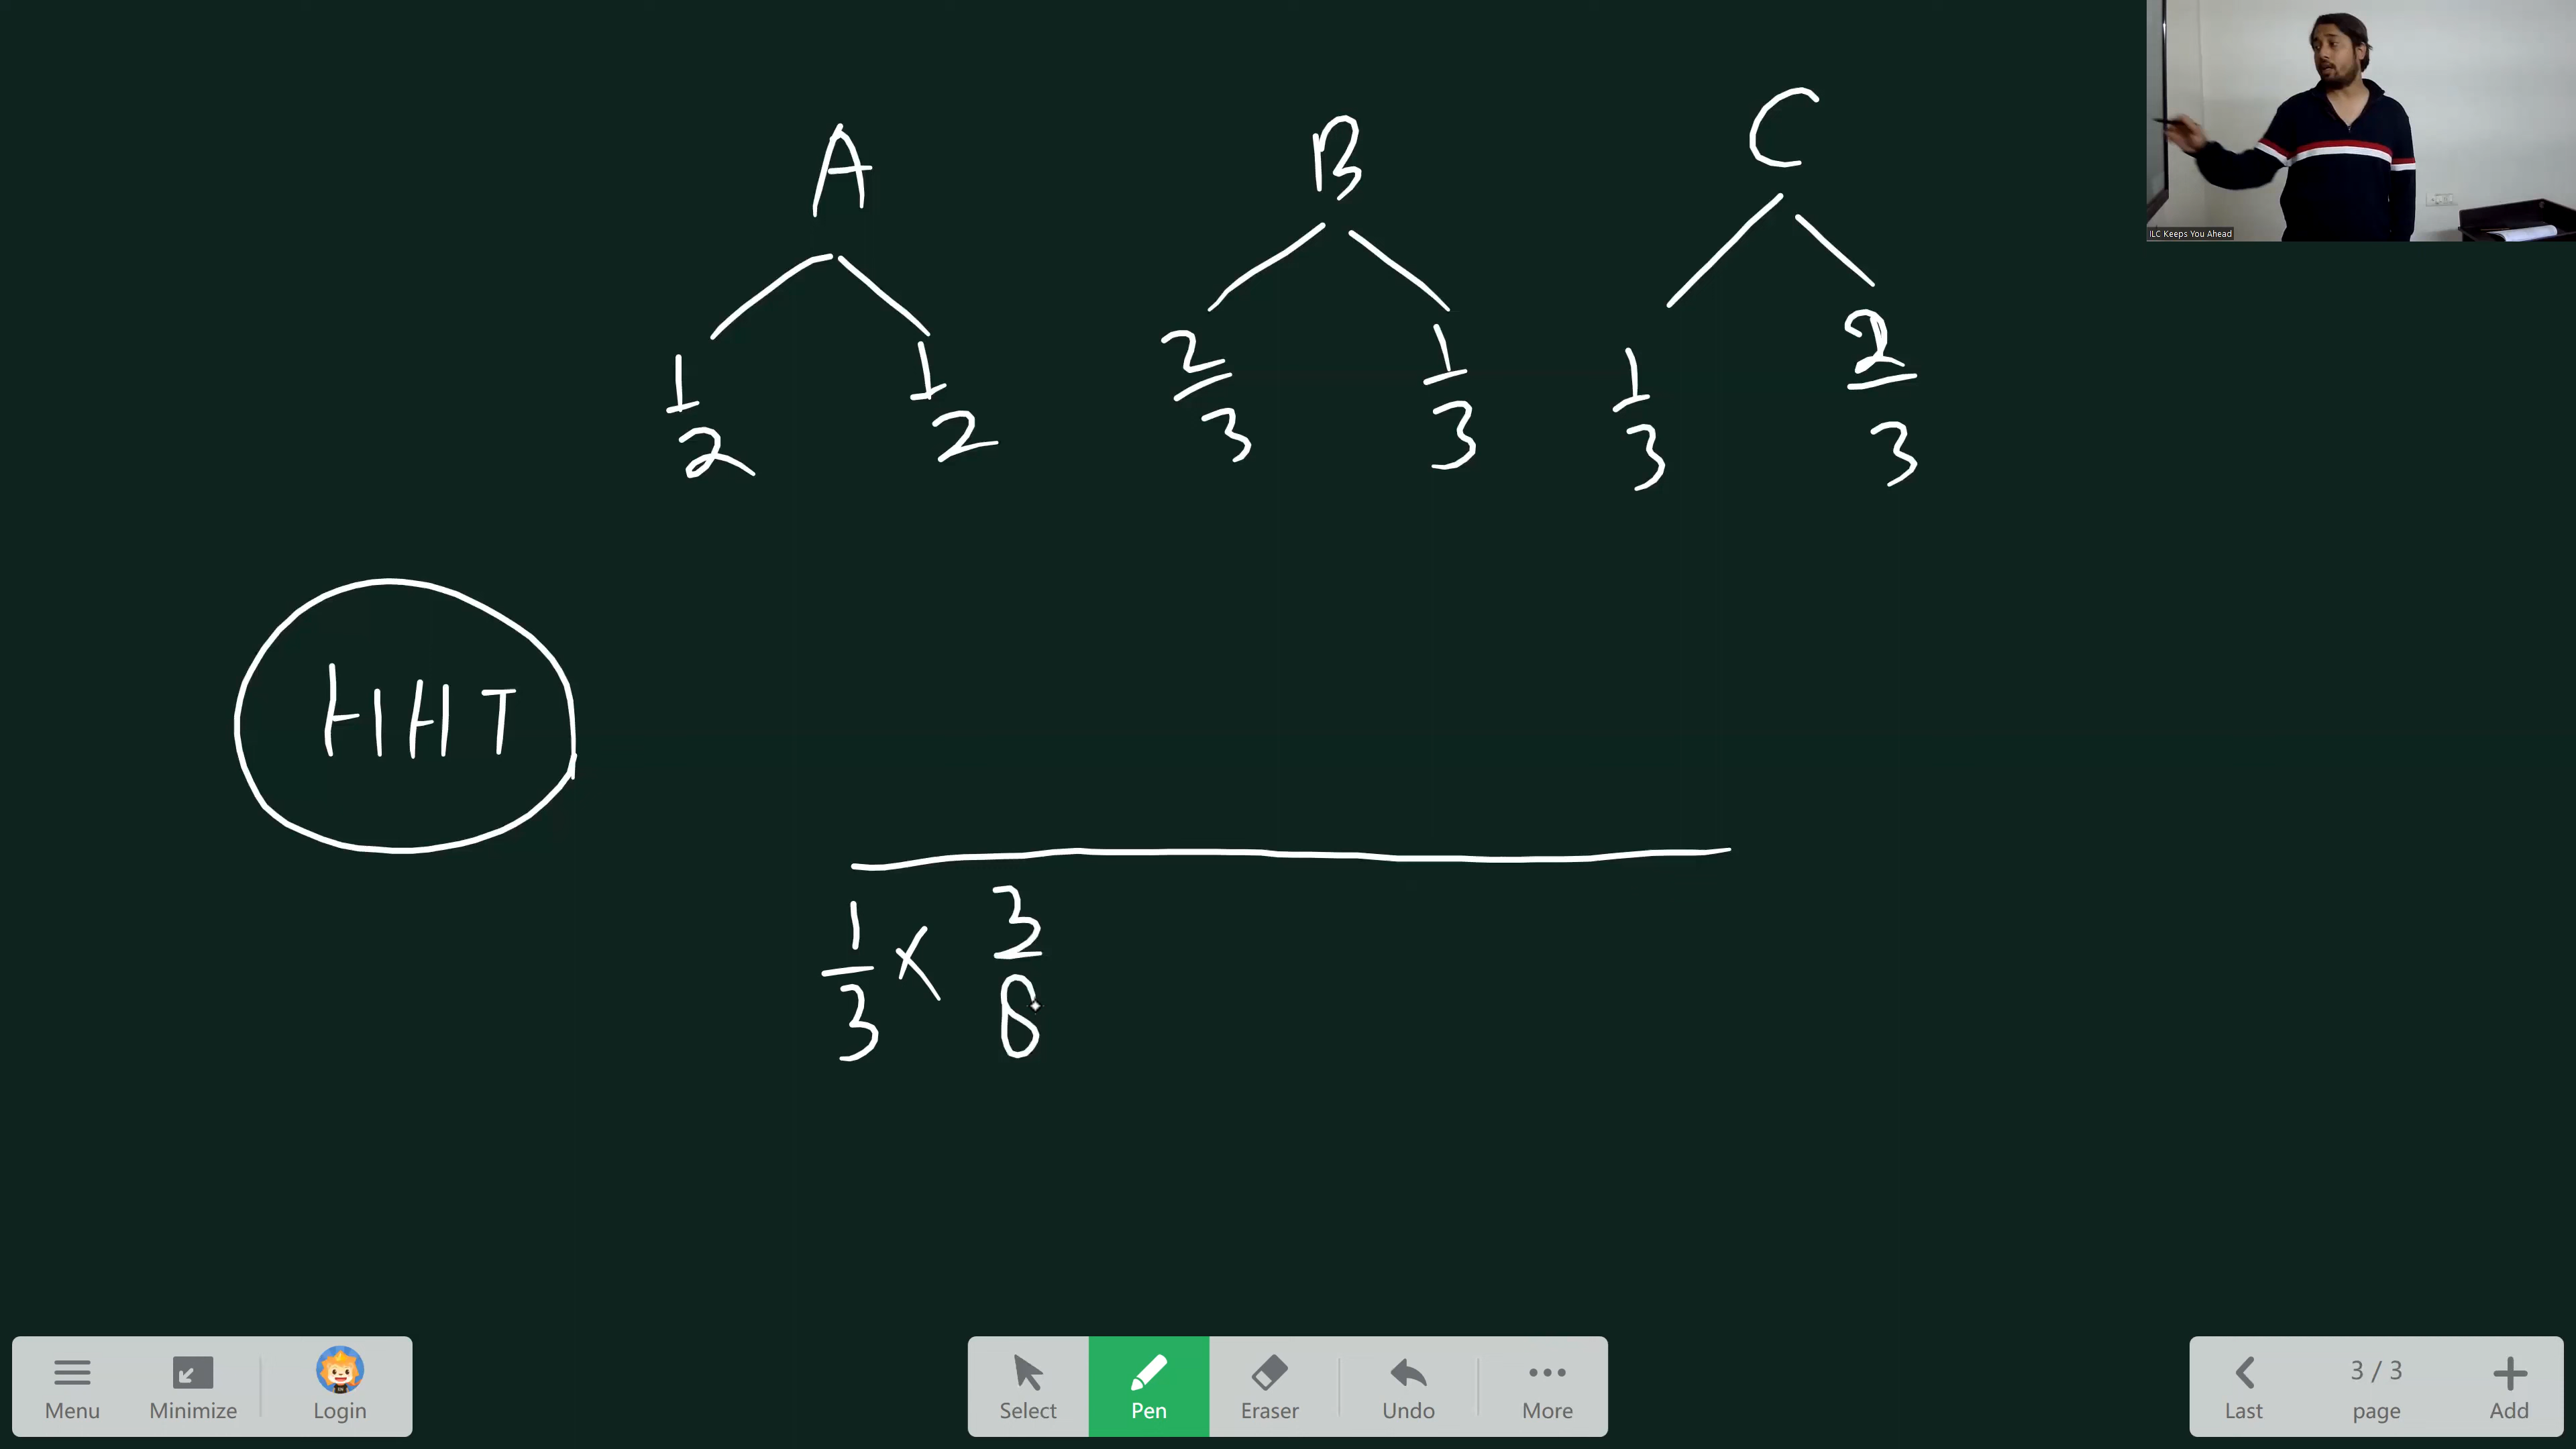 A B C
1/2 1/2 2/3 1/3 1/3 2/3
HHT
1/3 × 3/8
ILC Keeps You Ahead
Menu Minimize Login
Select Pen Eraser Undo More
Last 3 / 3 page Add